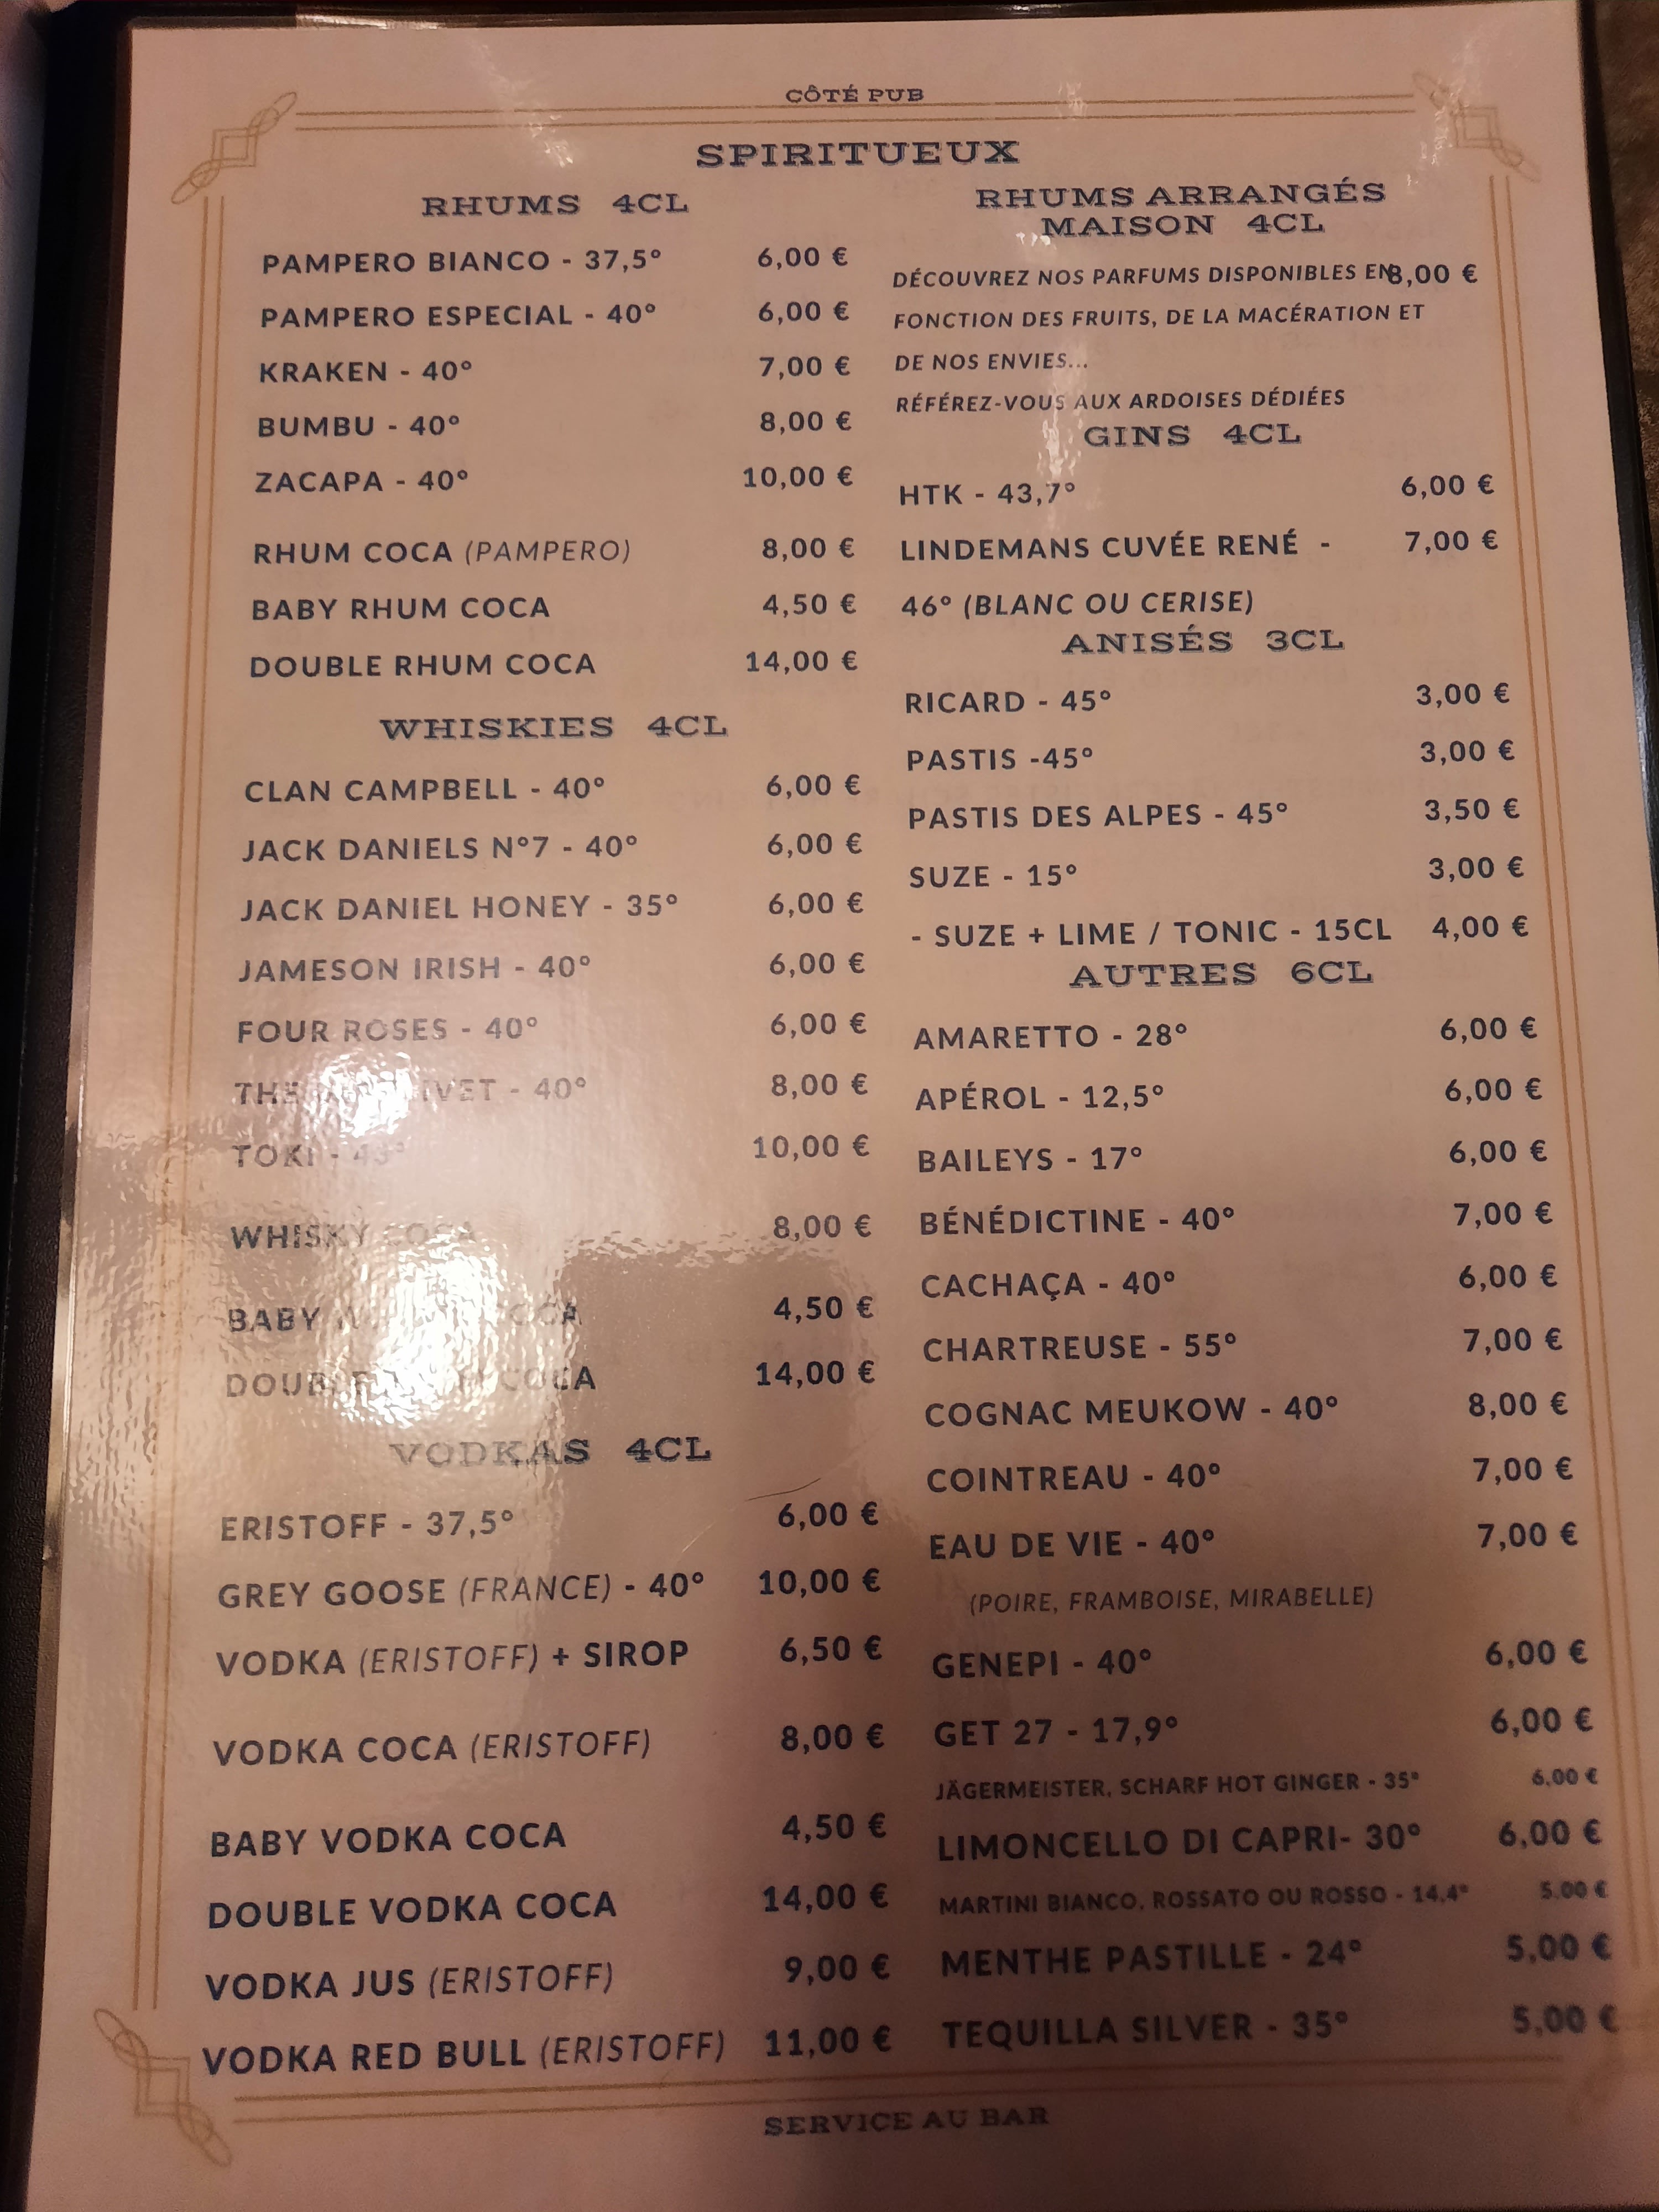 CÔTÉ PUB
SPIRITUEUX
RHUMS 4CL
PAMPERO BIANCO - 37,5° 6,00 €
PAMPERO ESPECIAL - 40° 6,00 €
KRAKEN - 40° 7,00 €
BUMBU - 40° 8,00 €
ZACAPA - 40° 10,00 €
RHUM COCA (PAMPERO) 8,00 €
BABY RHUM COCA 4,50 €
DOUBLE RHUM COCA 14,00 €
WHISKIES 4CL
CLAN CAMPBELL - 40° 6,00 €
JACK DANIELS N°7 - 40° 6,00 €
JACK DANIEL HONEY - 35° 6,00 €
JAMESON IRISH - 40° 6,00 €
FOUR ROSES - 40° 6,00 €
THE - 40° 8,00 €
TOKI - 43° 10,00 €
WHISKY COCA 8,00 €
BABY COCA 4,50 €
DOUBLE COCA 14,00 €
VODKAS 4CL
ERISTOFF - 37,5° 6,00 €
GREY GOOSE (FRANCE) - 40° 10,00 €
VODKA (ERISTOFF) + SIROP 6,50 €
VODKA COCA (ERISTOFF) 8,00 €
BABY VODKA COCA 4,50 €
DOUBLE VODKA COCA 14,00 €
VODKA JUS (ERISTOFF) 9,00 €
VODKA RED BULL (ERISTOFF) 11,00 €
RHUMS ARRANGÉS
MAISON 4CL
DÉCOUVREZ NOS PARFUMS DISPONIBLES EN 8,00 €
FONCTION DES FRUITS, DE LA MACÉRATION ET
DE NOS ENVIES...
RÉFÉREZ-VOUS AUX ARDOISES DÉDIÉES
GINS 4CL
HTK - 43,7° 6,00 €
LINDEMANS CUVÉE RENÉ - 7,00 €
46° (BLANC OU CERISE)
ANISÉS 3CL
RICARD - 45° 3,00 €
PASTIS -45° 3,00 €
PASTIS DES ALPES - 45° 3,50 €
SUZE - 15° 3,00 €
- SUZE + LIME / TONIC - 15CL 4,00 €
AUTRES 6CL
AMARETTO - 28° 6,00 €
APÉROL - 12,5° 6,00 €
BAILEYS - 17° 6,00 €
BÉNÉDICTINE - 40° 7,00 €
CACHAÇA - 40° 6,00 €
CHARTREUSE - 55° 7,00 €
COGNAC MEUKOW - 40° 8,00 €
COINTREAU - 40° 7,00 €
EAU DE VIE - 40° 7,00 €
(POIRE, FRAMBOISE, MIRABELLE)
GENEPI - 40° 6,00 €
GET 27 - 17,9° 6,00 €
JÄGERMEISTER, SCHARF HOT GINGER - 35° 6,00 €
LIMONCELLO DI CAPRI- 30° 6,00 €
MARTINI BIANCO, ROSSATO OU ROSSO - 14,4° 5,00 €
MENTHE PASTILLE - 24° 5,00 €
TEQUILLA SILVER - 35° 5,00 €
SERVICE AU BAR